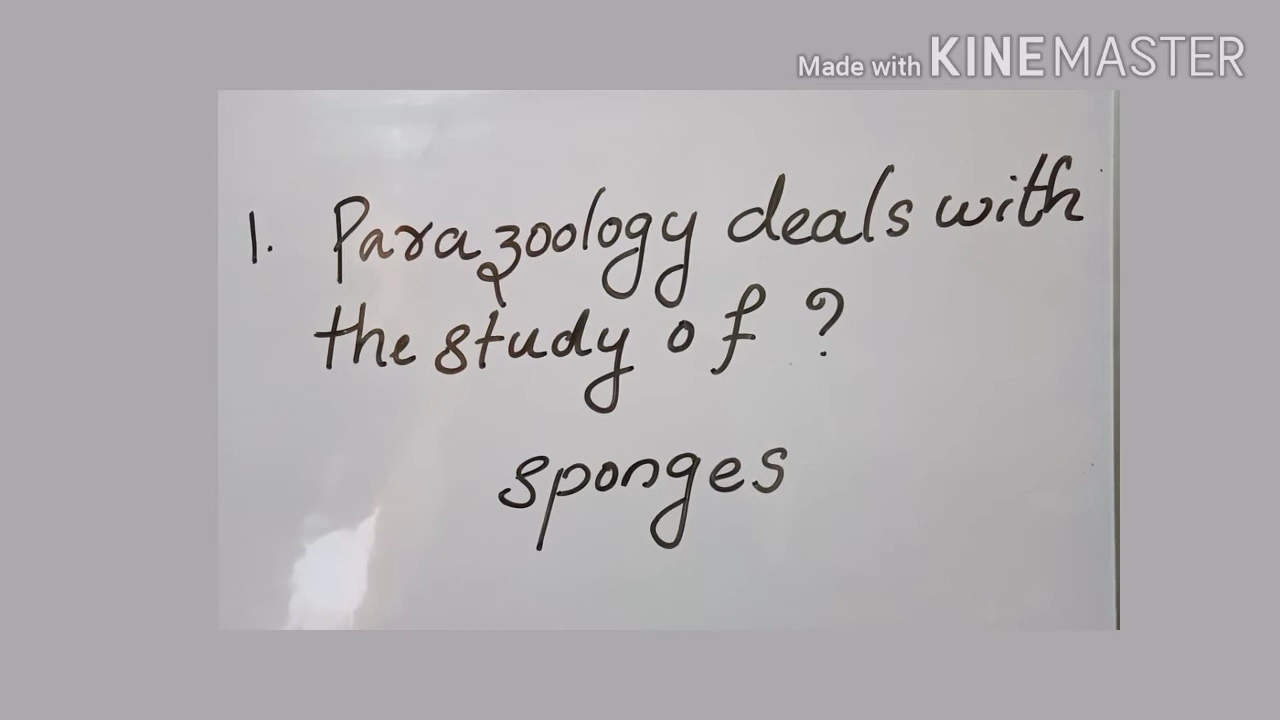 Made with KINEMASTER
1. Parazoology deals with
the study of ?
sponges